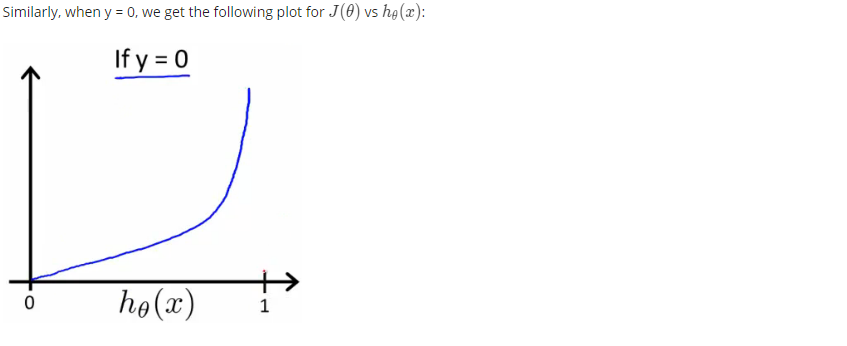 Similarly, when y = 0, we get the following plot for J(θ) vs hθ(x):
If y = 0
0
hθ(x)
1